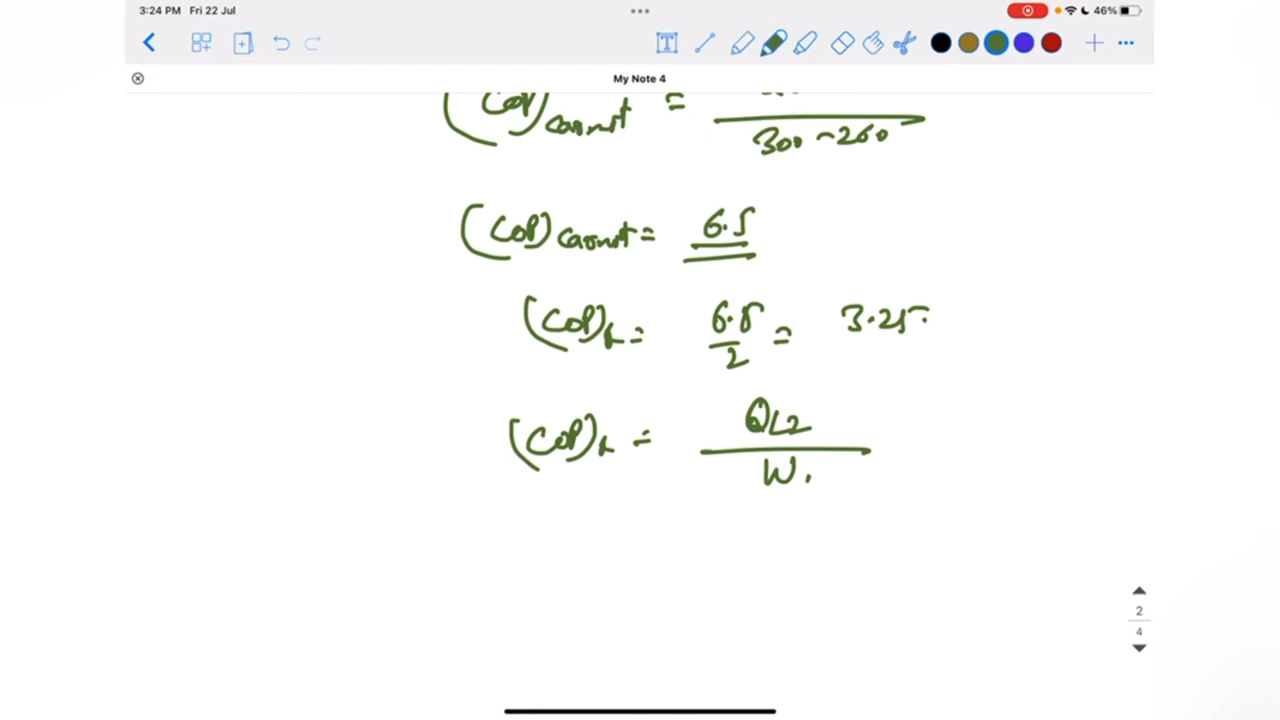 3:24 PM Fri 22 Jul
46%
T
My Note 4
(COP)Carnot =
300 - 260
(COP)Carnot = 6.5
(COP)R = 6.5 / 2 = 3.25
(COP)R = QL2 / W.
2
4